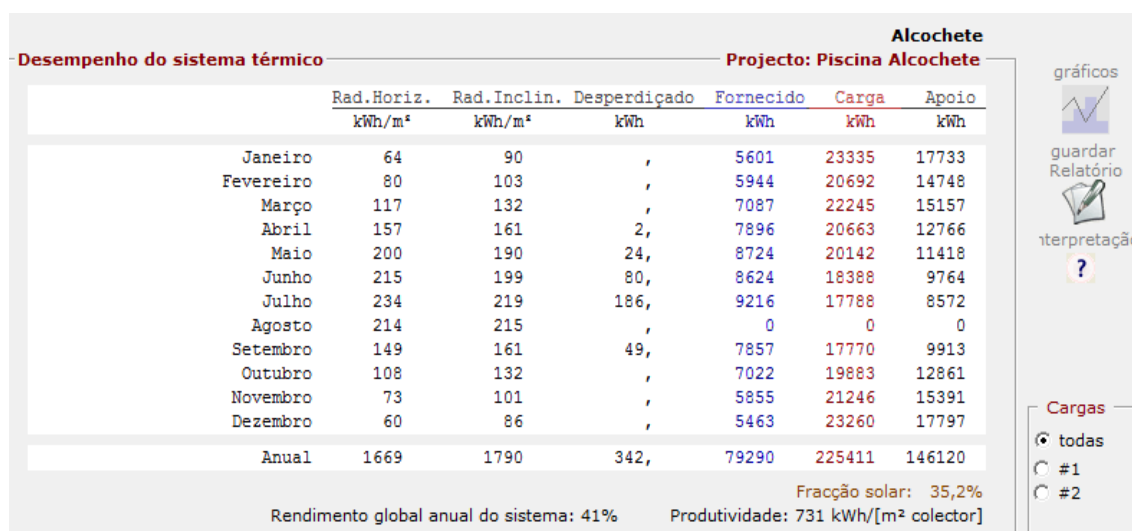 Alcochete
Desempenho do sistema térmico Projecto: Piscina Alcochete
gráficos
Rad.Horiz. Rad.Inclin. Desperdiçado Fornecido Carga Apoio
kWh/m² kWh/m² kWh kWh kWh kWh
guardar
Relatório
Janeiro 64 90 , 5601 23335 17733
Fevereiro 80 103 , 5944 20692 14748
Março 117 132 , 7087 22245 15157
Abril 157 161 2, 7896 20663 12766
nterpretaçã
Maio 200 190 24, 8724 20142 11418
?
Junho 215 199 80, 8624 18388 9764
Julho 234 219 186, 9216 17788 8572
Agosto 214 215 , 0 0 0
Setembro 149 161 49, 7857 17770 9913
Outubro 108 132 , 7022 19883 12861
Novembro 73 101 , 5855 21246 15391
Dezembro 60 86 , 5463 23260 17797
Anual 1669 1790 342, 79290 225411 146120
Cargas
todas
#1
#2
Fracção solar: 35,2%
Rendimento global anual do sistema: 41% Produtividade: 731 kWh/[m² colector]